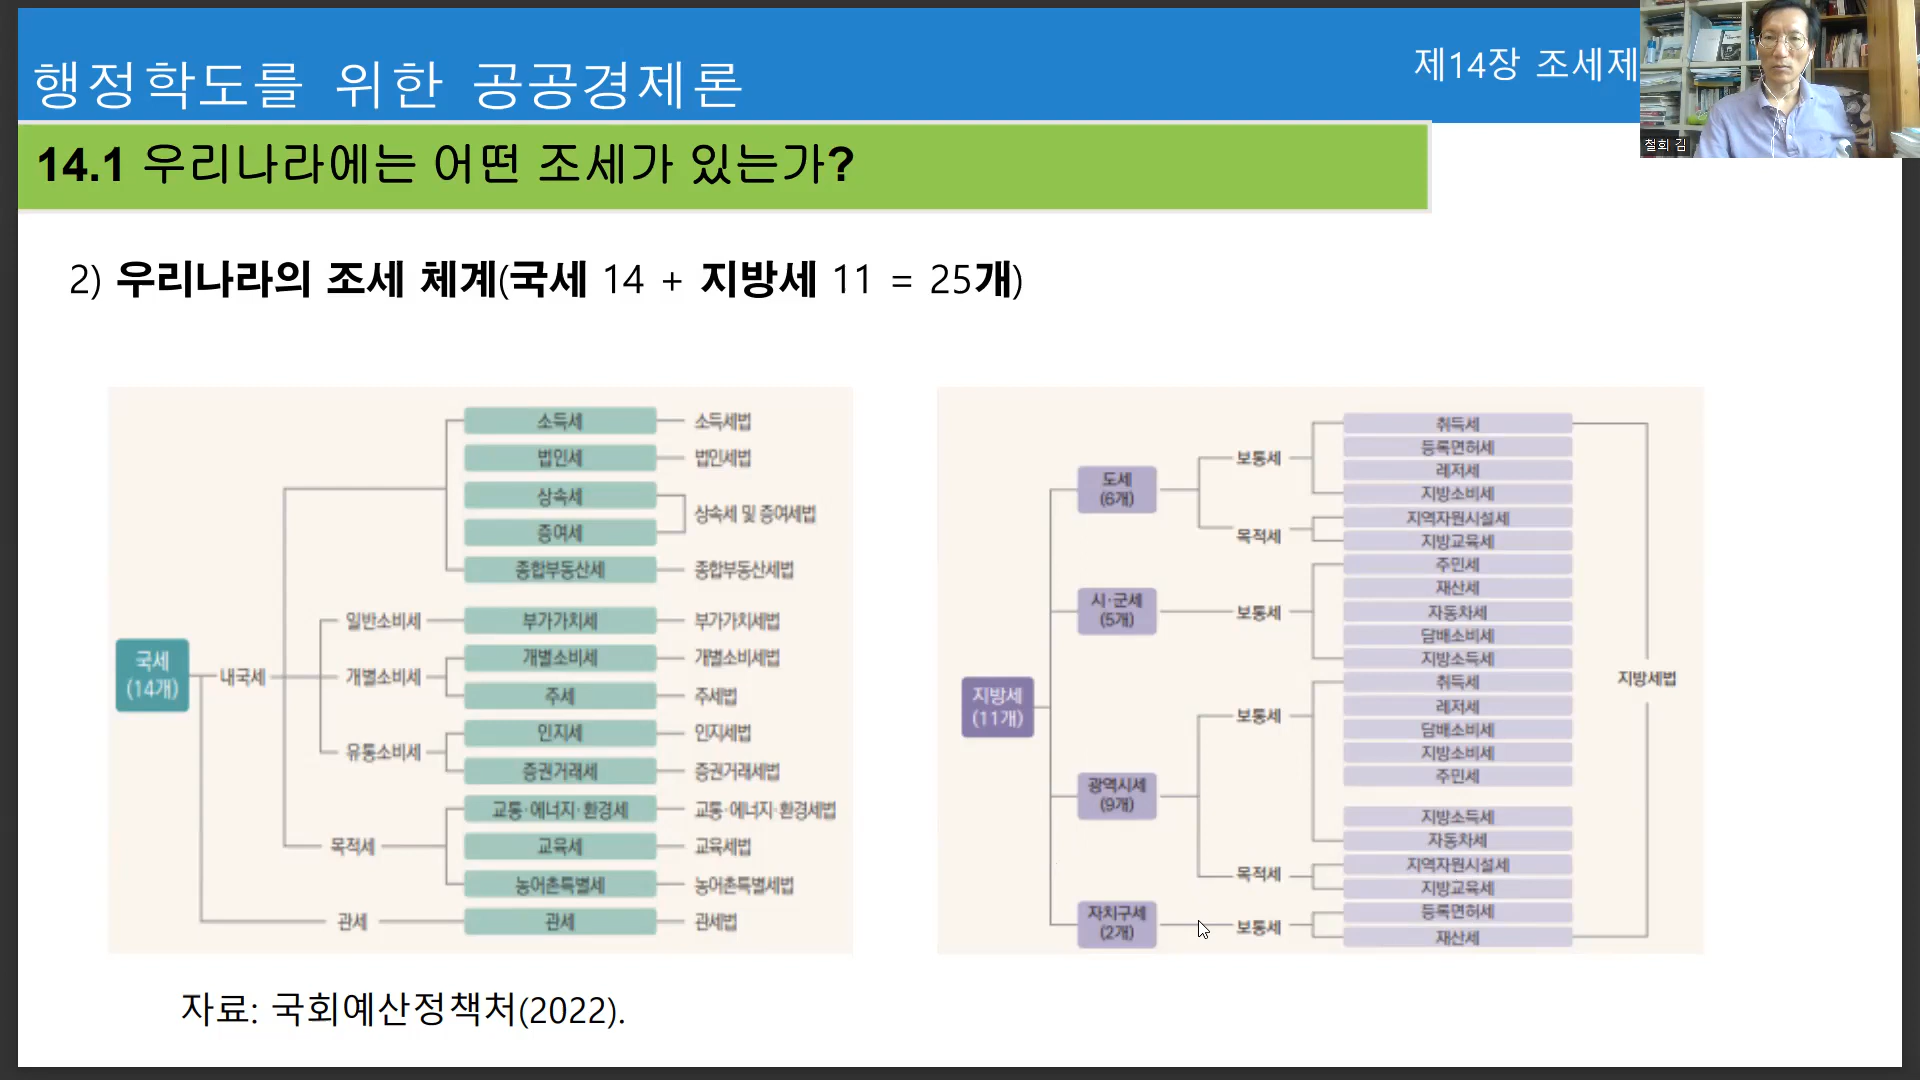 행정학도를 위한 공공경제론
제14장 조세제
철회 김
14.1 우리나라에는 어떤 조세가 있는가?
2) 우리나라의 조세 체계(국세 14 + 지방세 11 = 25개)
국세
(14개)
내국세
소득세 소득세법
법인세 법인세법
상속세
증여세
상속세 및 증여세법
종합부동산세 종합부동산세법
일반소비세 부가가치세 부가가치세법
개별소비세
개별소비세 개별소비세법
주세 주세법
유통소비세
인지세 인지세법
증권거래세 증권거래세법
목적세
교통·에너지·환경세 교통·에너지·환경세법
교육세 교육세법
농어촌특별세 농어촌특별세법
관세 관세 관세법
지방세
(11개)
도세
(6개)
보통세
취득세
등록면허세
레저세
지방소비세
목적세
지역자원시설세
지방교육세
시·군세
(5개)
보통세
주민세
재산세
자동차세
담배소비세
지방소득세
광역시세
(9개)
보통세
취득세
레저세
담배소비세
지방소비세
주민세
지방소득세
자동차세
목적세
지역자원시설세
지방교육세
자치구세
(2개)
보통세
등록면허세
재산세
지방세법
자료: 국회예산정책처(2022).